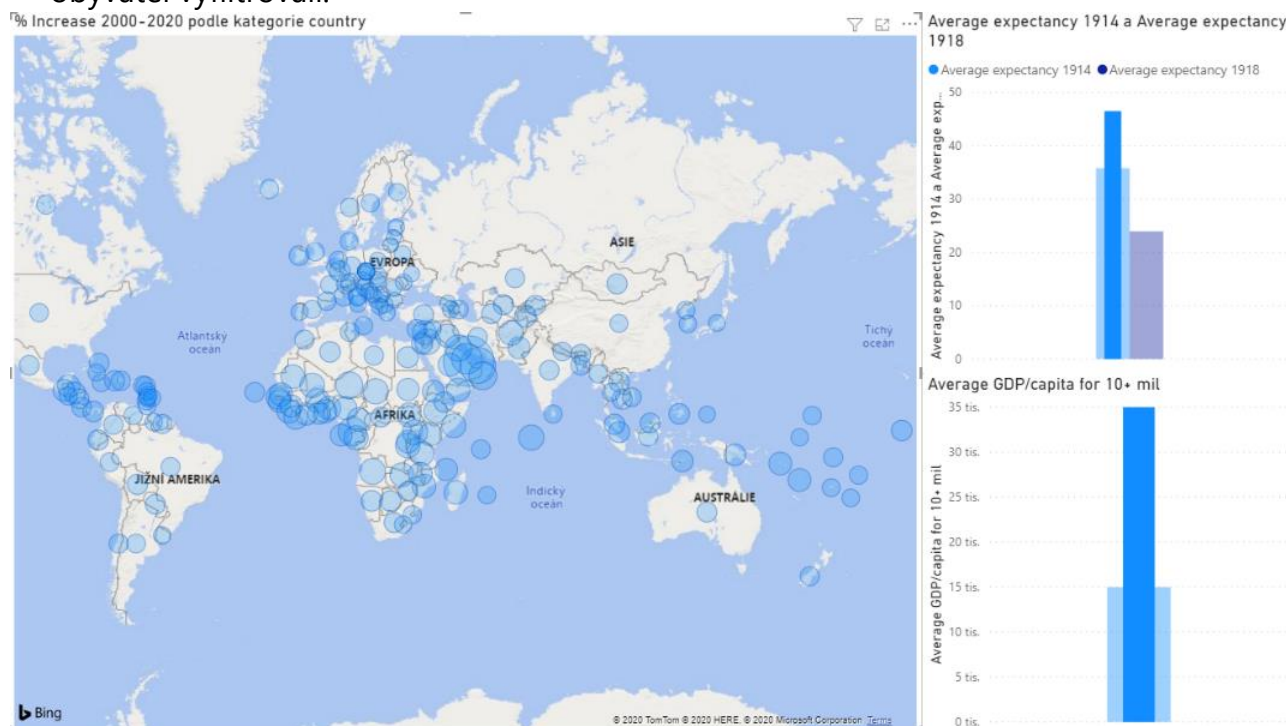 % Increase 2000-2020 podle kategorie country
EVROPA
ASIE
Atlantský
oceán
Tichý
oceán
AFRIKA
JIŽNÍ AMERIKA
Indický
oceán
AUSTRÁLIE
Bing
© 2020 TomTom © 2020 HERE, © 2020 Microsoft Corporation Terms
Average expectancy 1914 a Average expectancy
1918
Average expectancy 1914 Average expectancy 1918
Average expectancy 1914 a Average exp...
50
40
30
20
10
0
Average GDP/capita for 10+ mil
Average GDP/capita for 10+ mil
35 tis.
30 tis.
25 tis.
20 tis.
15 tis.
10 tis.
5 tis.
0 tis.